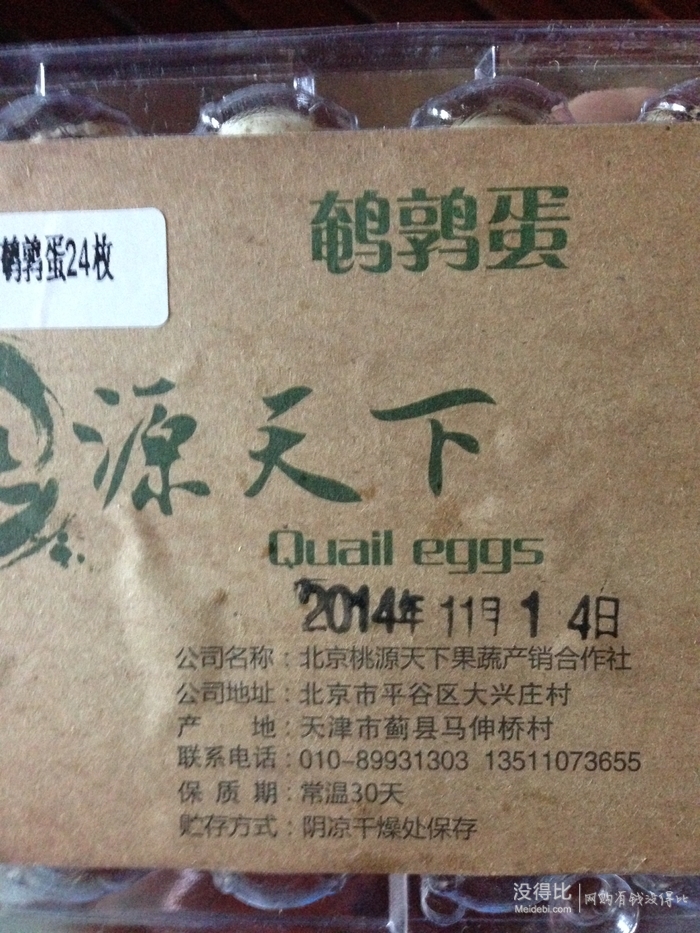 鹌鹑蛋
鹌鹑蛋24枚
源天下
Quail eggs
2014年 11月 1 4日
公司名称：北京桃源天下果蔬产销合作社
公司地址：北京市平谷区大兴庄村
产 地：天津市蓟县马伸桥村
联系电话：010-89931303 13511073655
保 质 期：常温30天
贮存方式：阴凉干燥处保存
没得比 网购有钱没得比
Meidebi.com